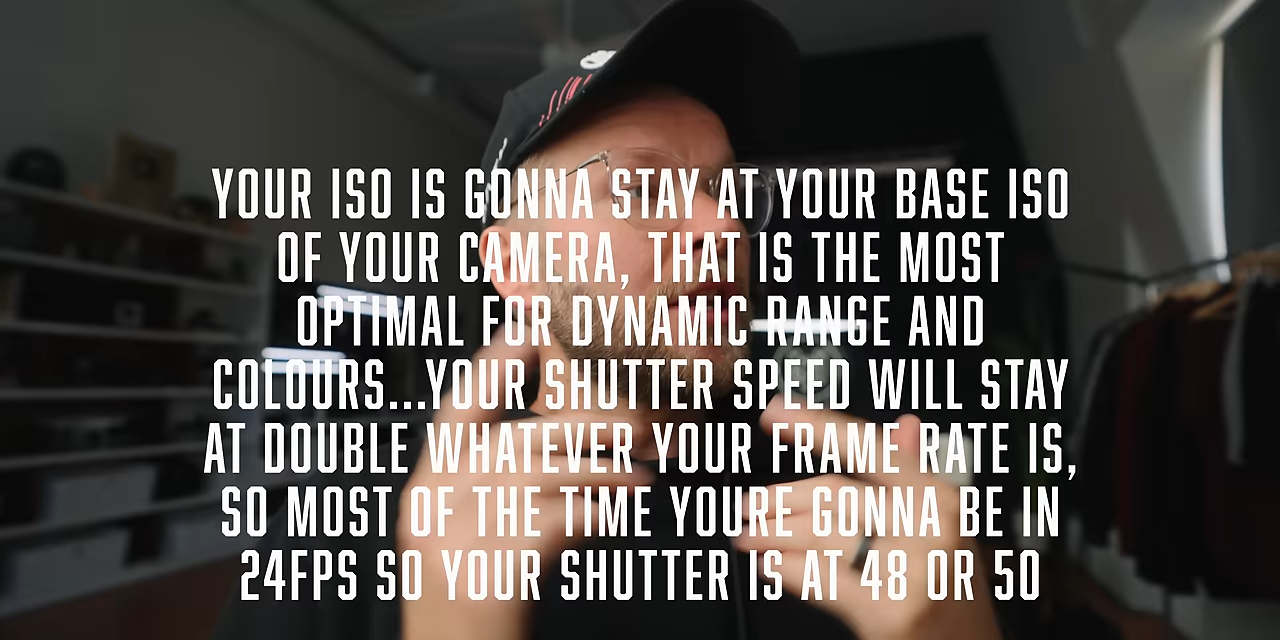 YOUR ISO IS GONNA STAY AT YOUR BASE ISO
OF YOUR CAMERA, THAT IS THE MOST
OPTIMAL FOR DYNAMIC RANGE AND
COLOURS...YOUR SHUTTER SPEED WILL STAY
AT DOUBLE WHATEVER YOUR FRAME RATE IS,
SO MOST OF THE TIME YOURE GONNA BE IN
24FPS SO YOUR SHUTTER IS AT 48 OR 50